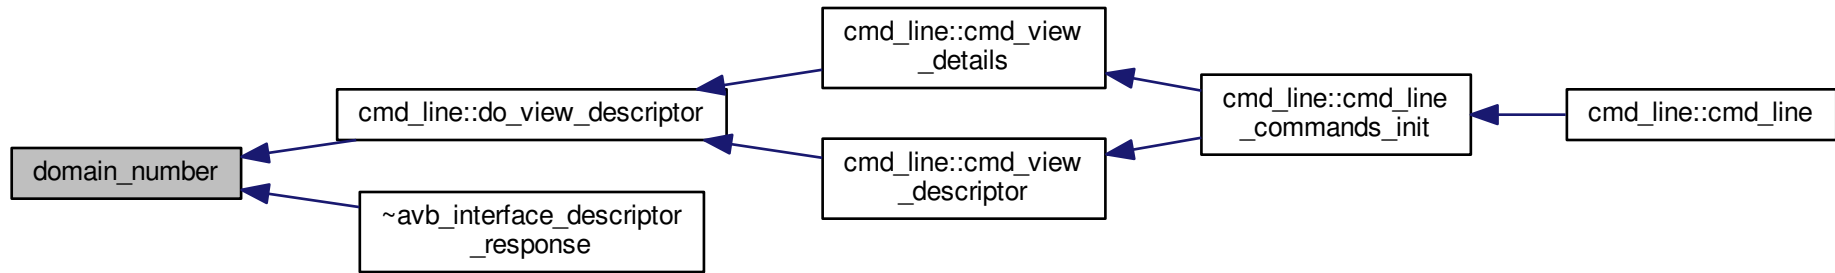 domain_number
cmd_line::do_view_descriptor
~avb_interface_descriptor
_response
cmd_line::cmd_view
_details
cmd_line::cmd_view
_descriptor
cmd_line::cmd_line
_commands_init
cmd_line::cmd_line